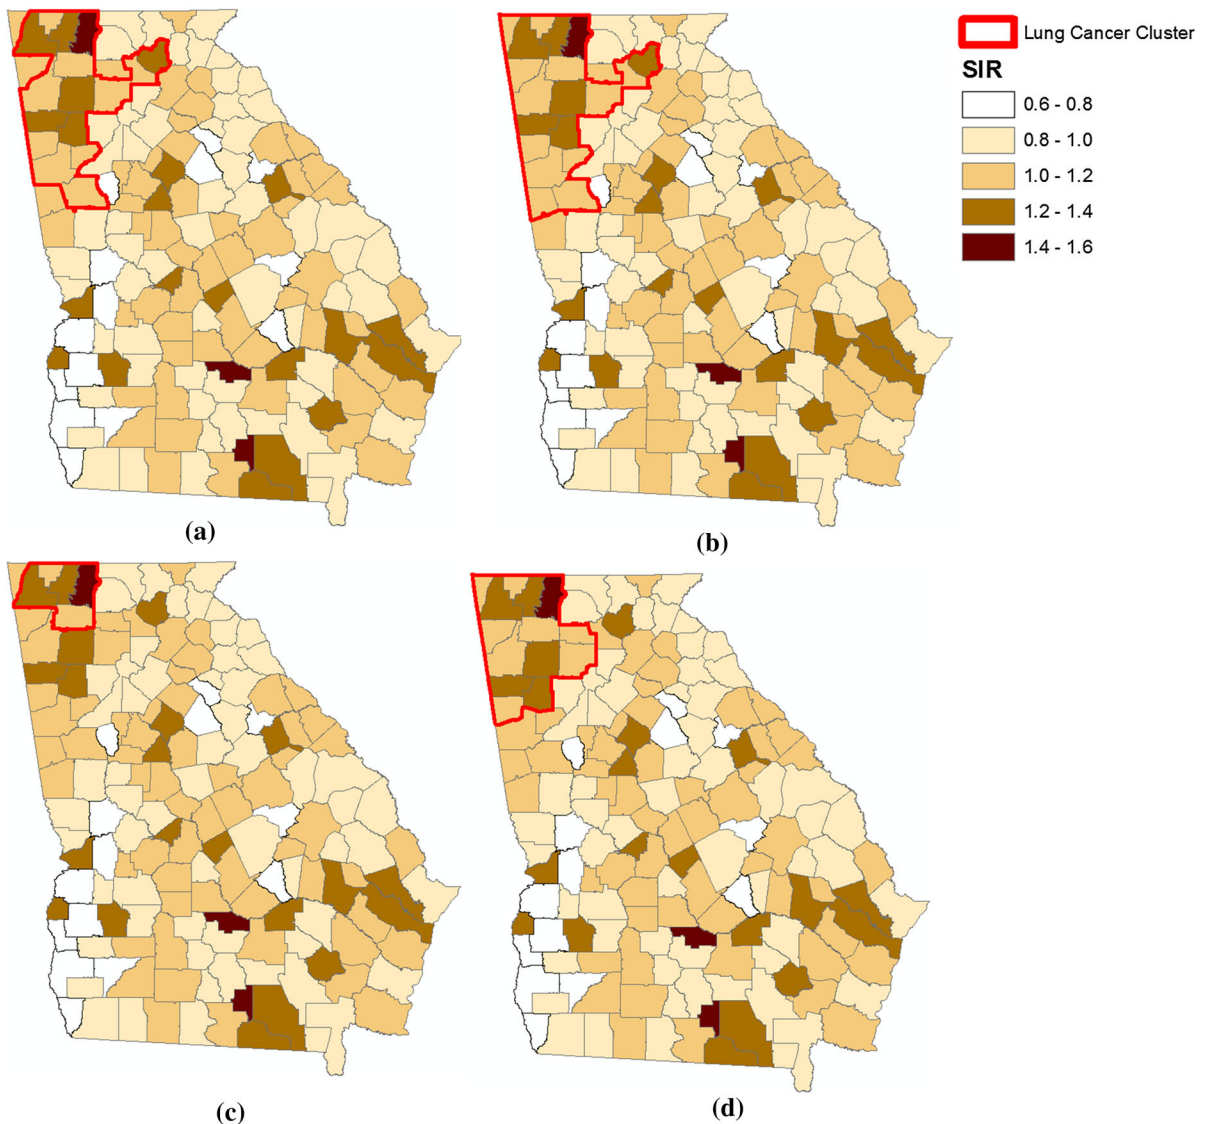 Lung Cancer Cluster
SIR
0.6 - 0.8
0.8 - 1.0
1.0 - 1.2
1.2 - 1.4
1.4 - 1.6
(a)
(b)
(c)
(d)